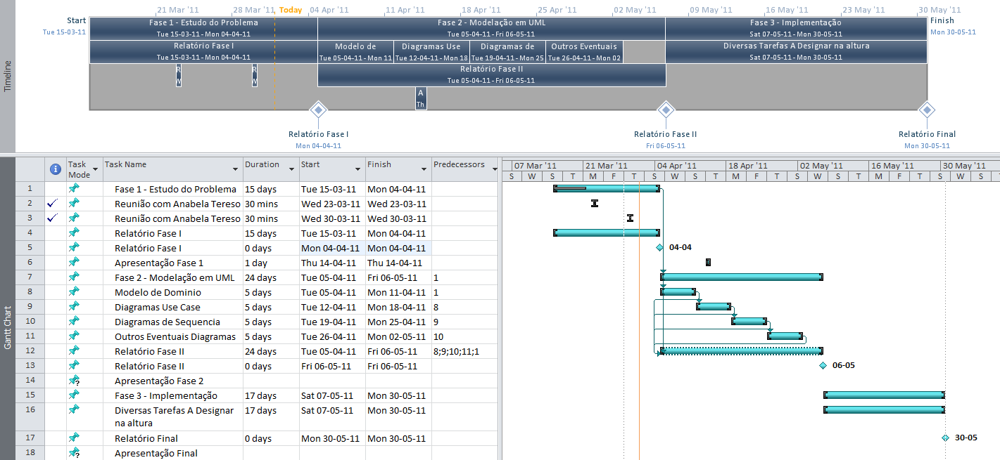 21 Mar '11 28 Mar '11 Today 04 Apr '11 11 Apr '11 18 Apr '11 25 Apr '11 02 May '11 09 May '11 16 May '11 23 May '11 30 May '11
Start
Tue 15-03-11
Fase 1 - Estudo do Problema
Tue 15-03-11 - Mon 04-04-11
Fase 2 - Modelação em UML
Tue 05-04-11 - Fri 06-05-11
Fase 3 - Implementação
Sat 07-05-11 - Mon 30-05-11
Finish
Mon 30-05-11
Relatório Fase I
Tue 15-03-11 - Mon 04-04-11
Modelo de
Tue 05-04-11 - Mon 11
Diagramas Use
Tue 12-04-11 - Mon 18
Diagramas de
Tue 19-04-11 - Mon 25
Outros Eventuais
Tue 26-04-11 - Mon 02
Diversas Tarefas A Designar na altura
Sat 07-05-11 - Mon 30-05-11
R
W
R
W
Relatório Fase II
Tue 05-04-11 - Fri 06-05-11
A
Th
Timeline
Relatório Fase I
Mon 04-04-11
Relatório Fase II
Fri 06-05-11
Relatório Final
Mon 30-05-11
Gantt Chart
Task Mode Task Name Duration Start Finish Predecessors
1 Fase 1 - Estudo do Problema 15 days Tue 15-03-11 Mon 04-04-11
2 Reunião com Anabela Tereso 30 mins Wed 23-03-11 Wed 23-03-11
3 Reunião com Anabela Tereso 30 mins Wed 30-03-11 Wed 30-03-11
4 Relatório Fase I 15 days Tue 15-03-11 Mon 04-04-11
5 Relatório Fase I 0 days Mon 04-04-11 Mon 04-04-11
6 Apresentação Fase 1 1 day Thu 14-04-11 Thu 14-04-11
7 Fase 2 - Modelação em UML 24 days Tue 05-04-11 Fri 06-05-11 1
8 Modelo de Dominio 5 days Tue 05-04-11 Mon 11-04-11 1
9 Diagramas Use Case 5 days Tue 12-04-11 Mon 18-04-11 8
10 Diagramas de Sequencia 5 days Tue 19-04-11 Mon 25-04-11 9
11 Outros Eventuais Diagramas 5 days Tue 26-04-11 Mon 02-05-11 10
12 Relatório Fase II 24 days Tue 05-04-11 Fri 06-05-11 8;9;10;11;1
13 Relatório Fase II 0 days Fri 06-05-11 Fri 06-05-11
14 Apresentação Fase 2
15 Fase 3 - Implementação 17 days Sat 07-05-11 Mon 30-05-11
16 Diversas Tarefas A Designar 17 days Sat 07-05-11 Mon 30-05-11
na altura
17 Relatório Final 0 days Mon 30-05-11 Mon 30-05-11
18 Apresentação Final
07 Mar '11 21 Mar '11 04 Apr '11 18 Apr '11 02 May '11 16 May '11 30 May '11
S W S T M F T S W S T M F T S W S T M F T S W S
04-04
06-05
30-05